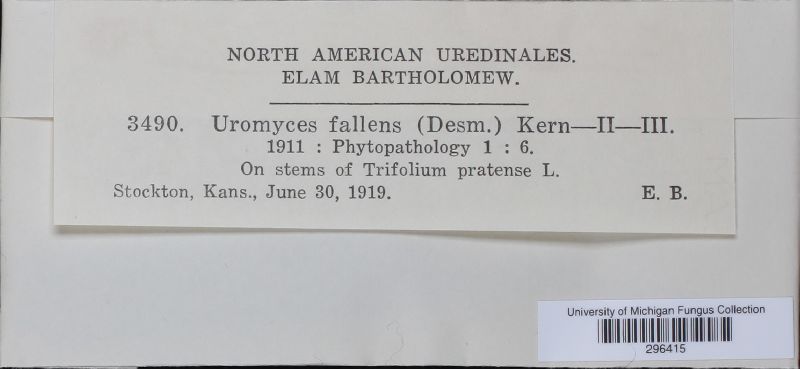 NORTH AMERICAN UREDINALES.
ELAM BARTHOLOMEW.
3490. Uromyces fallens (Desm.) Kern—II—III.
1911 : Phytopathology 1 : 6.
On stems of Trifolium pratense L.
Stockton, Kans., June 30, 1919. E. B.
University of Michigan Fungus Collection
296415